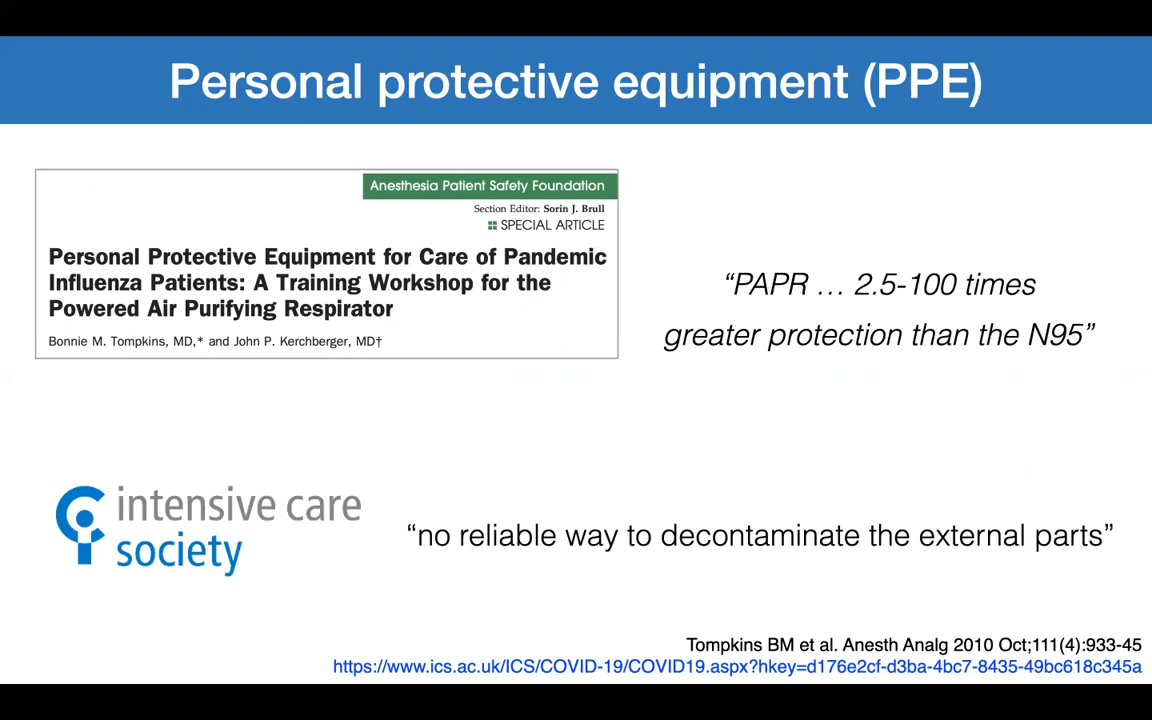 Personal protective equipment (PPE)
Anesthesia Patient Safety Foundation
Section Editor: Sorin J. Brull
SPECIAL ARTICLE
Personal Protective Equipment for Care of Pandemic
Influenza Patients: A Training Workshop for the
Powered Air Purifying Respirator
Bonnie M. Tompkins, MD,* and John P. Kerchberger, MD†
“PAPR … 2.5-100 times
greater protection than the N95”
intensive care
society
“no reliable way to decontaminate the external parts”
Tompkins BM et al. Anesth Analg 2010 Oct;111(4):933-45
https://www.ics.ac.uk/ICS/COVID-19/COVID19.aspx?hkey=d176e2cf-d3ba-4bc7-8435-49bc618c345a